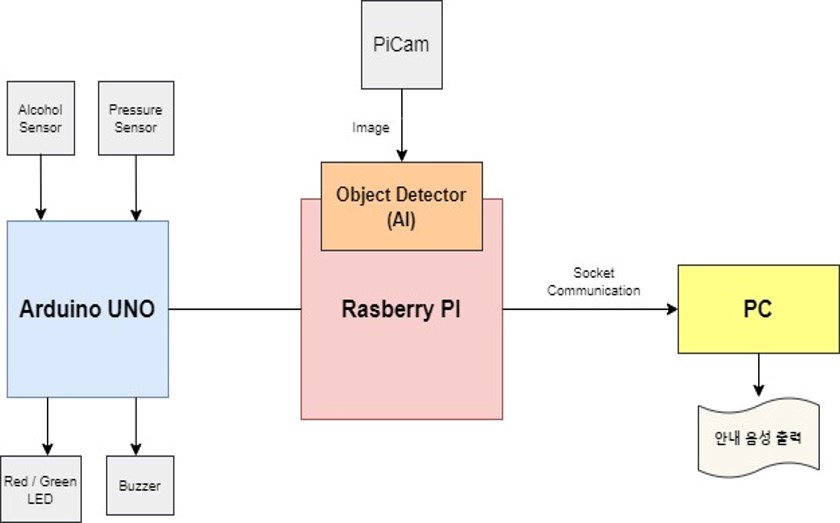 PiCam
Alcohol
Sensor
Pressure
Sensor
Image
Object Detector
(AI)
Arduino UNO
Rasberry PI
Socket
Communication
PC
안내 음성 출력
Red / Green
LED
Buzzer